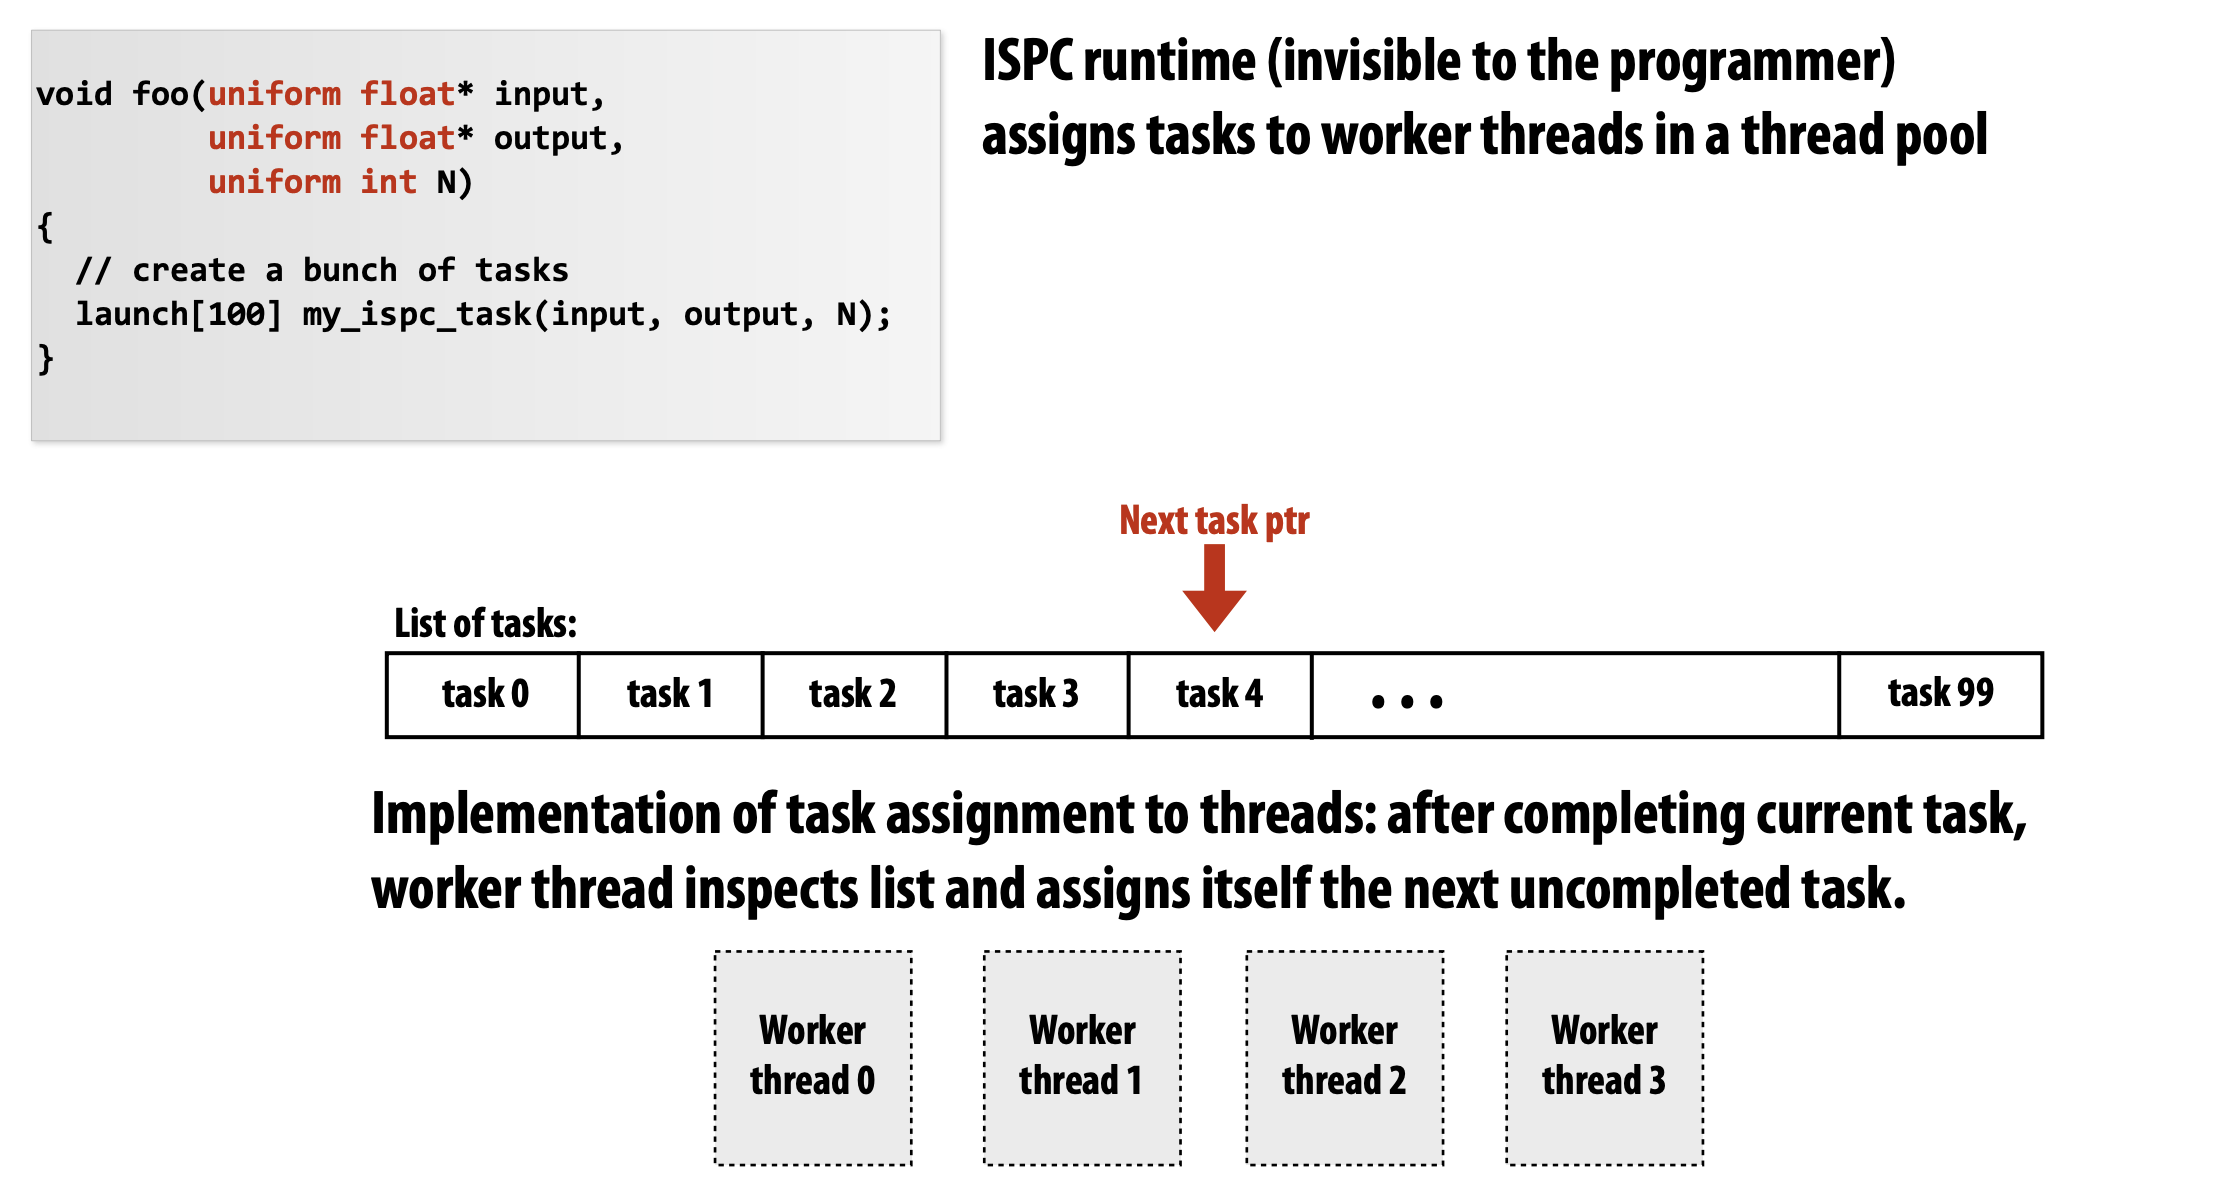 void foo(uniform float* input,
         uniform float* output,
         uniform int N)
{
  // create a bunch of tasks
  launch[100] my_ispc_task(input, output, N);
}
ISPC runtime (invisible to the programmer)
assigns tasks to worker threads in a thread pool
Next task ptr
List of tasks:
task 0 task 1 task 2 task 3 task 4 • • • task 99
Implementation of task assignment to threads: after completing current task,
worker thread inspects list and assigns itself the next uncompleted task.
Worker
thread 0
Worker
thread 1
Worker
thread 2
Worker
thread 3